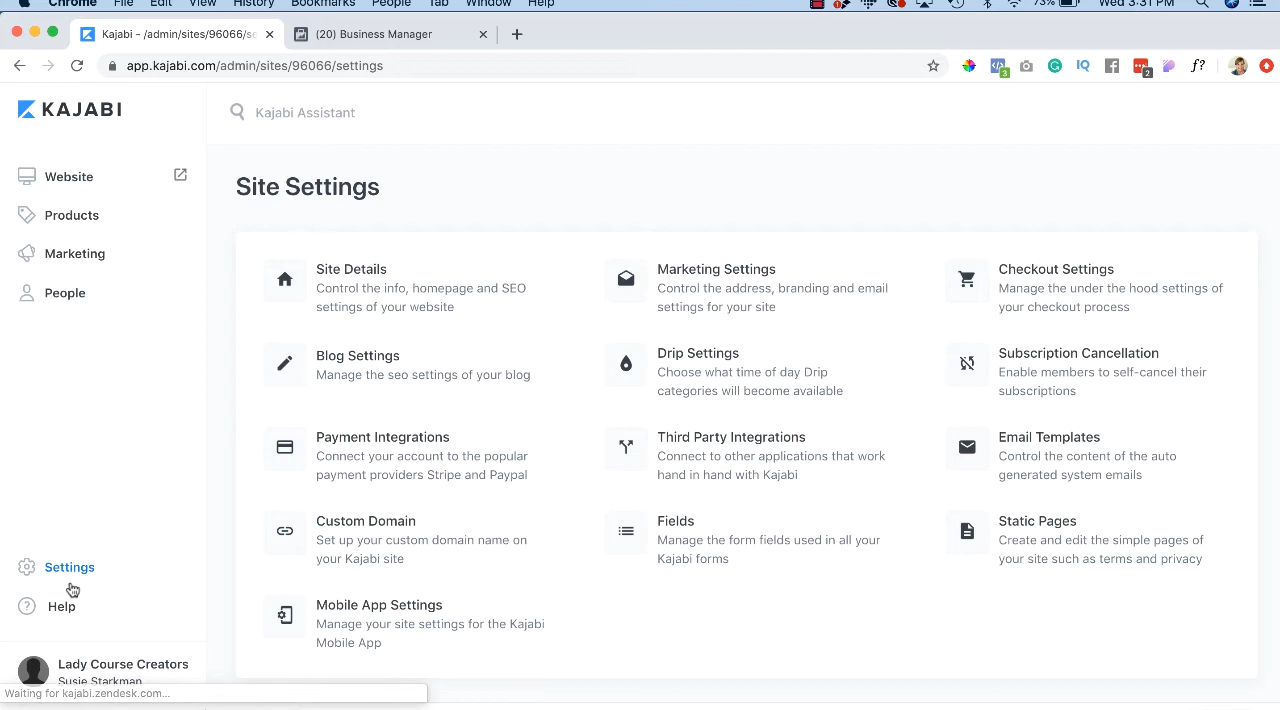 Chrome File Edit View History Bookmarks People Tab Window Help 73% Wed 3:31 PM
Kajabi - /admin/sites/96066/se (20) Business Manager
app.kajabi.com/admin/sites/96066/settings 3 IQ 2 f?
KAJABI
Kajabi Assistant
Website
Products
Marketing
People
Settings
Help
Lady Course Creators
Susie Starkman
Waiting for kajabi.zendesk.com...
Site Settings
Site Details
Control the info, homepage and SEO
settings of your website
Marketing Settings
Control the address, branding and email
settings for your site
Checkout Settings
Manage the under the hood settings of
your checkout process
Blog Settings
Manage the seo settings of your blog
Drip Settings
Choose what time of day Drip
categories will become available
Subscription Cancellation
Enable members to self-cancel their
subscriptions
Payment Integrations
Connect your account to the popular
payment providers Stripe and Paypal
Third Party Integrations
Connect to other applications that work
hand in hand with Kajabi
Email Templates
Control the content of the auto
generated system emails
Custom Domain
Set up your custom domain name on
your Kajabi site
Fields
Manage the form fields used in all your
Kajabi forms
Static Pages
Create and edit the simple pages of
your site such as terms and privacy
Mobile App Settings
Manage your site settings for the Kajabi
Mobile App